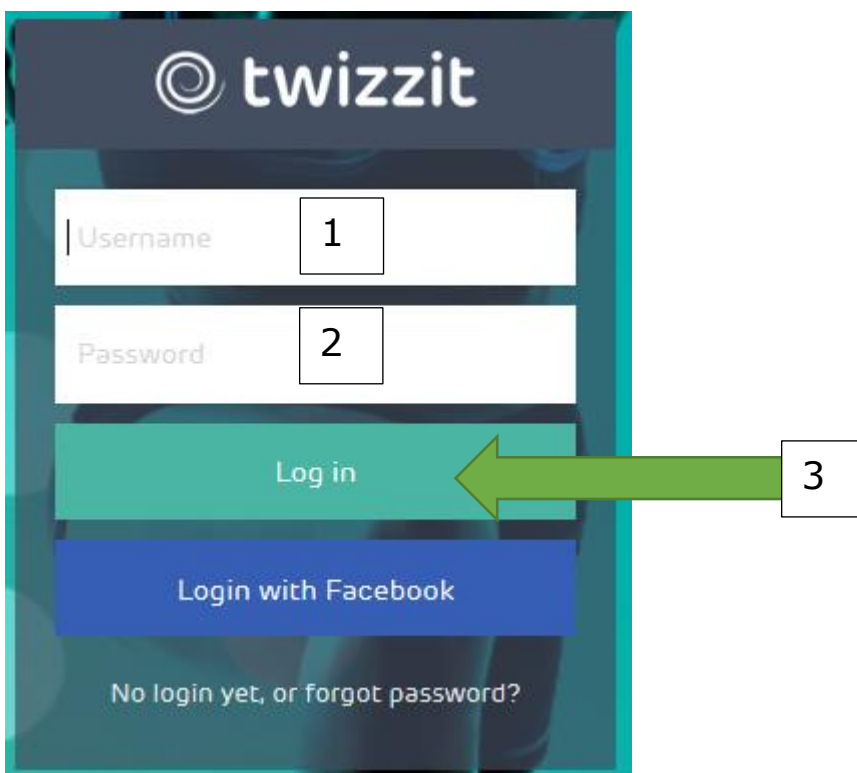 twizzit
Username 1
Password 2
Log in
3
Login with Facebook
No login yet, or forgot password?